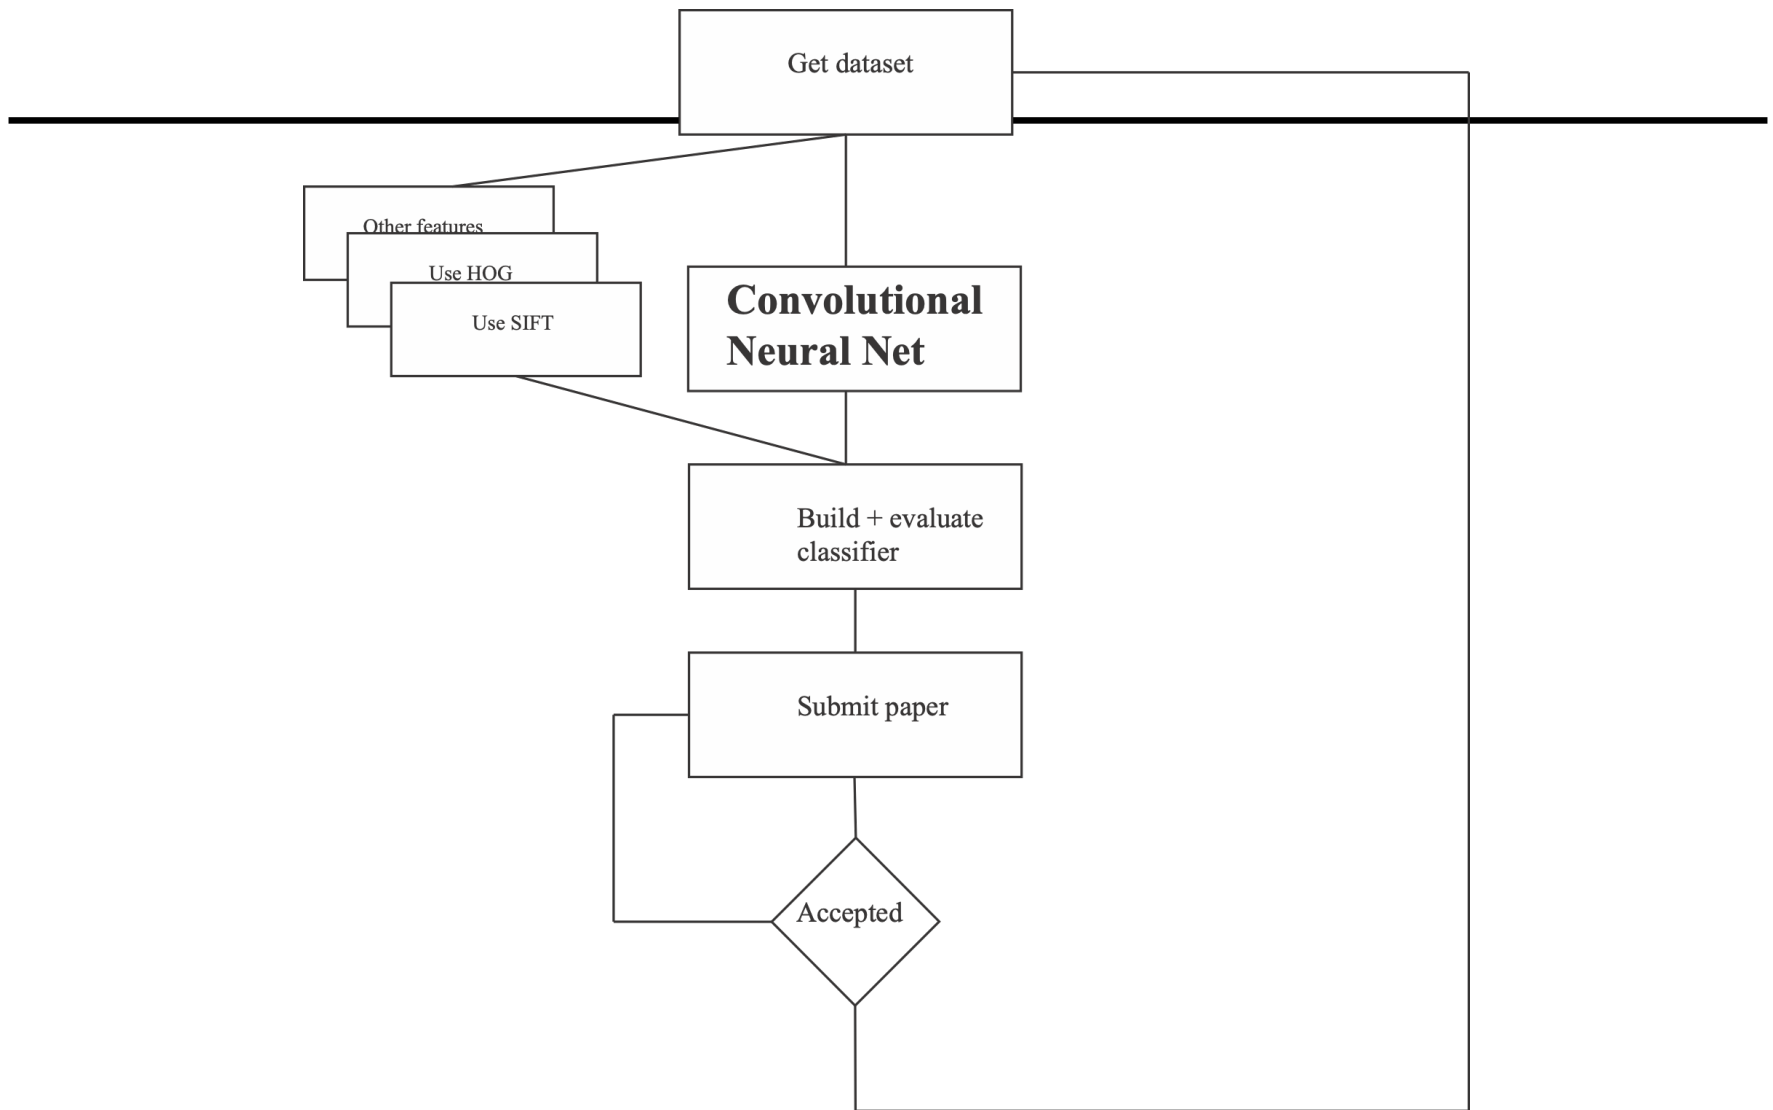 Get dataset
Other features
Use HOG
Use SIFT
Convolutional
Neural Net
Build + evaluate
classifier
Submit paper
Accepted